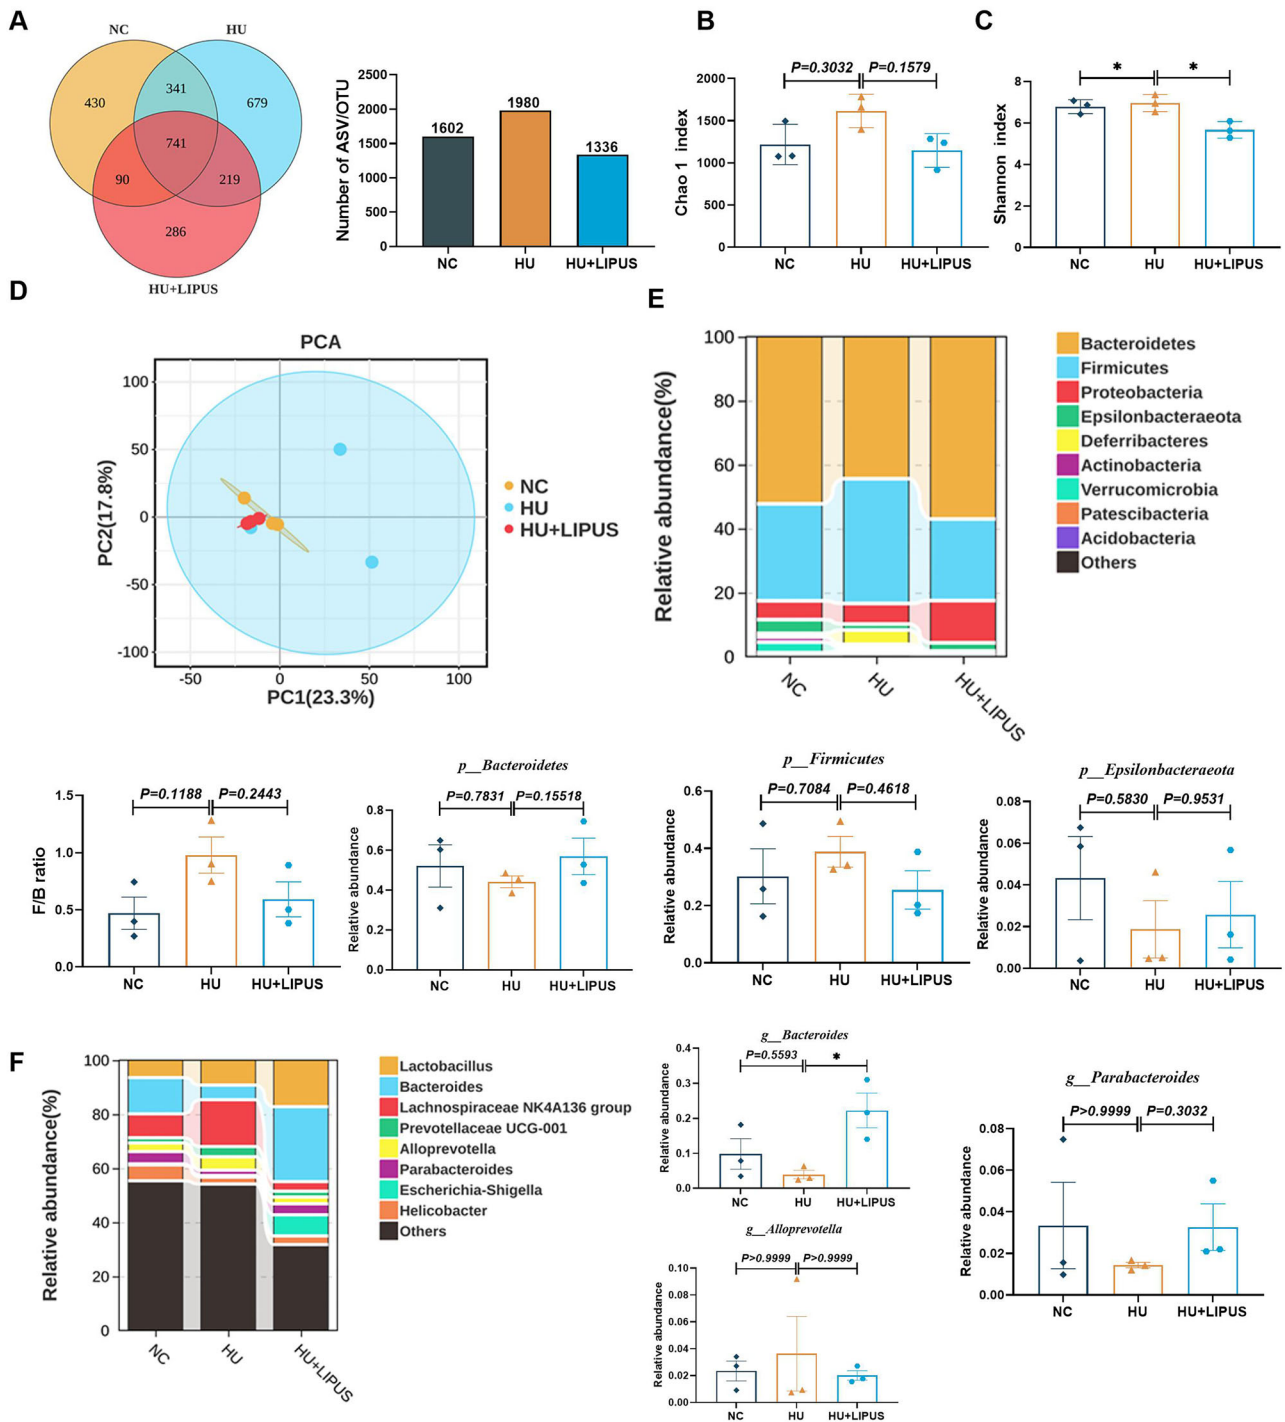 A
NC
HU
430
341
679
741
90
219
286
HU+LIPUS
Number of ASV/OTU
2500
2000
1500
1000
500
0
1602
1980
1336
NC
HU
HU+LIPUS
B
P=0.3032
P=0.1579
Chao 1 index
2000
1500
1000
500
0
NC
HU
HU+LIPUS
C
*
*
Shannon index
8
6
4
2
0
NC
HU
HU+LIPUS
D
PCA
PC2(17.8%)
100
50
0
-50
-100
-50
0
50
100
PC1(23.3%)
NC
HU
HU+LIPUS
E
Relative abundance(%)
100
80
60
40
20
0
NC
HU
HU+LIPUS
Bacteroidetes
Firmicutes
Proteobacteria
Epsilonbacteraeota
Deferribacteres
Actinobacteria
Verrucomicrobia
Patescibacteria
Acidobacteria
Others
P=0.1188
P=0.2443
F/B ratio
1.5
1.0
0.5
0.0
NC
HU
HU+LIPUS
p__Bacteroidetes
P=0.7831
P=0.15518
Relative abundance
0.8
0.6
0.4
0.2
0.0
NC
HU
HU+LIPUS
p__Firmicutes
P=0.7084
P=0.4618
Relative abundance
0.6
0.4
0.2
0.0
NC
HU
HU+LIPUS
p__Epsilonbacteraeota
P=0.5830
P=0.9531
Relative abundance
0.08
0.06
0.04
0.02
0.00
NC
HU
HU+LIPUS
F
Relative abundance(%)
100
80
60
40
20
0
NC
HU
HU+LIPUS
Lactobacillus
Bacteroides
Lachnospiraceae NK4A136 group
Prevotellaceae UCG-001
Alloprevotella
Parabacteroides
Escherichia-Shigella
Helicobacter
Others
g__Bacteroides
P=0.5593
*
Relative abundance
0.4
0.3
0.2
0.1
0.0
NC
HU
HU+LIPUS
g__Alloprevotella
P>0.9999
P>0.9999
Relative abundance
0.10
0.08
0.06
0.04
0.02
0.00
NC
HU
HU+LIPUS
g__Parabacteroides
P>0.9999
P=0.3032
Relative abundance
0.08
0.06
0.04
0.02
0.00
NC
HU
HU+LIPUS